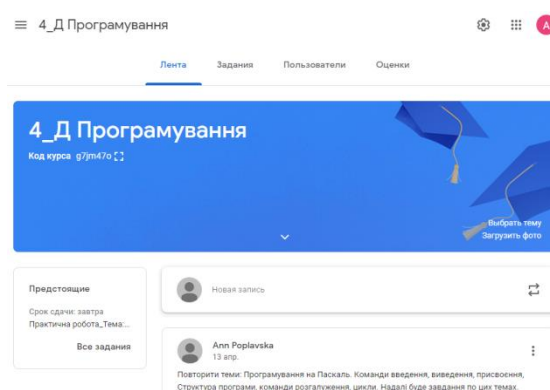 4_Д Програмування
A
Лента Задания Пользователи Оценки
4_Д Програмування
Код курса g7jm47o
Выбрать тему
Загрузить фото
Предстоящие
Срок сдачи: завтра
Практична робота_Тема:...
Все задания
Новая запись
Ann Poplavska
13 апр.
Повторити теми: Програмування на Паскаль. Команди введення, виведення, присвоєння,
Структура програми, команди розгалуження, цикли. Надалі буде завдання по цих темах.